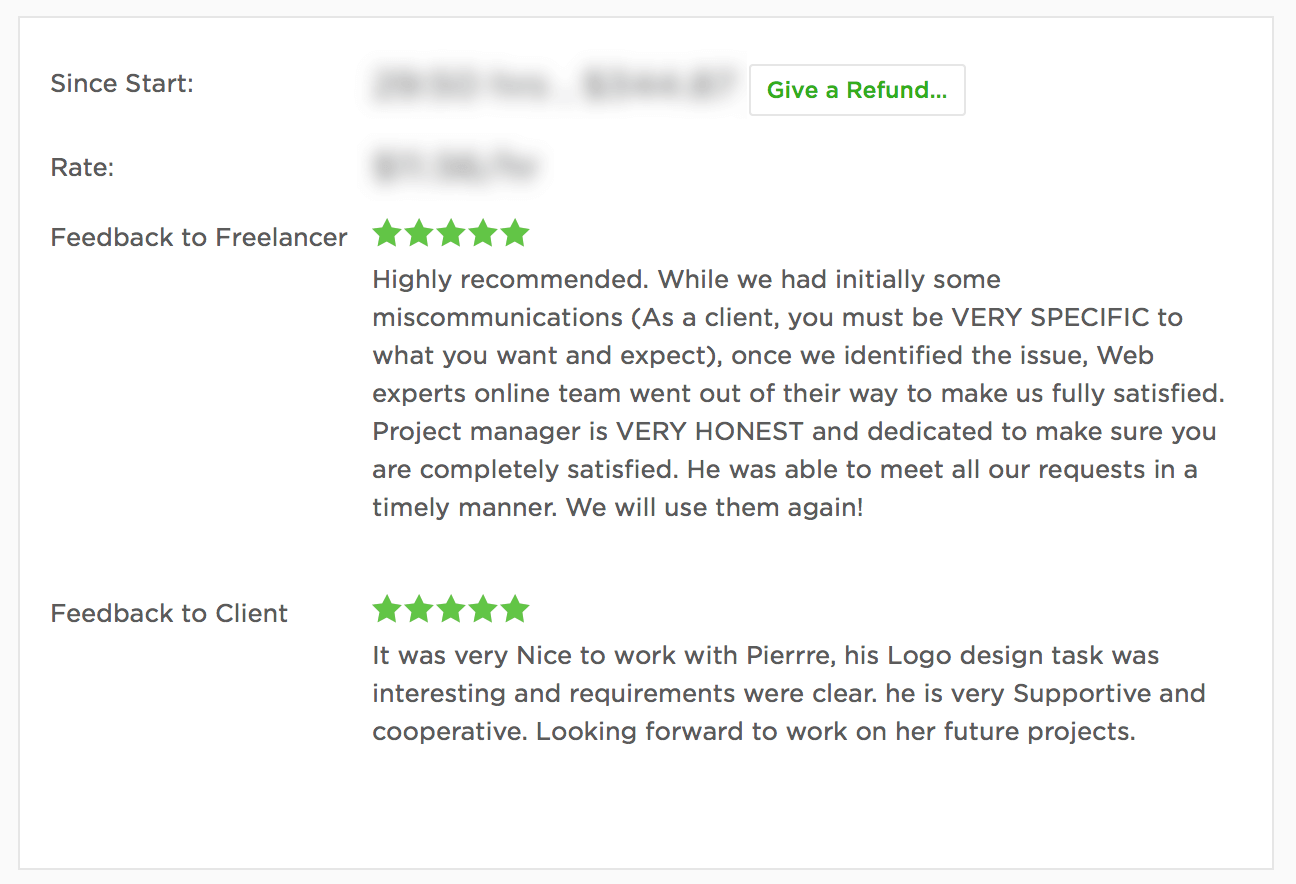 Since Start:
Give a Refund...
Rate:
Feedback to Freelancer
Highly recommended. While we had initially some
miscommunications (As a client, you must be VERY SPECIFIC to
what you want and expect), once we identified the issue, Web
experts online team went out of their way to make us fully satisfied.
Project manager is VERY HONEST and dedicated to make sure you
are completely satisfied. He was able to meet all our requests in a
timely manner. We will use them again!
Feedback to Client
It was very Nice to work with Pierrre, his Logo design task was
interesting and requirements were clear. he is very Supportive and
cooperative. Looking forward to work on her future projects.